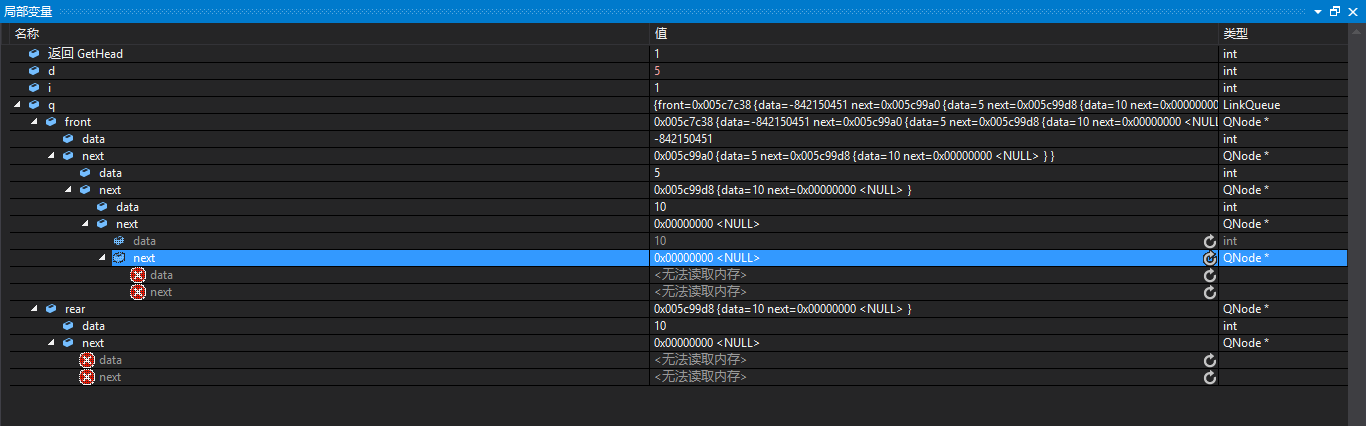 局部变量
名称 值 类型
返回 GetHead 1 int
d 5 int
i 1 int
q {front=0x005c7c38 {data=-842150451 next=0x005c99a0 {data=5 next=0x005c99d8 {data=10 next=0x00000000 LinkQueue
front 0x005c7c38 {data=-842150451 next=0x005c99a0 {data=5 next=0x005c99d8 {data=10 next=0x00000000 <NULL QNode *
data -842150451 int
next 0x005c99a0 {data=5 next=0x005c99d8 {data=10 next=0x00000000 <NULL> } } QNode *
data 5 int
next 0x005c99d8 {data=10 next=0x00000000 <NULL> } QNode *
data 10 int
next 0x00000000 <NULL> QNode *
data 10 int
next 0x00000000 <NULL> QNode *
data <无法读取内存>
next <无法读取内存>
rear 0x005c99d8 {data=10 next=0x00000000 <NULL> } QNode *
data 10 int
next 0x00000000 <NULL> QNode *
data <无法读取内存>
next <无法读取内存>